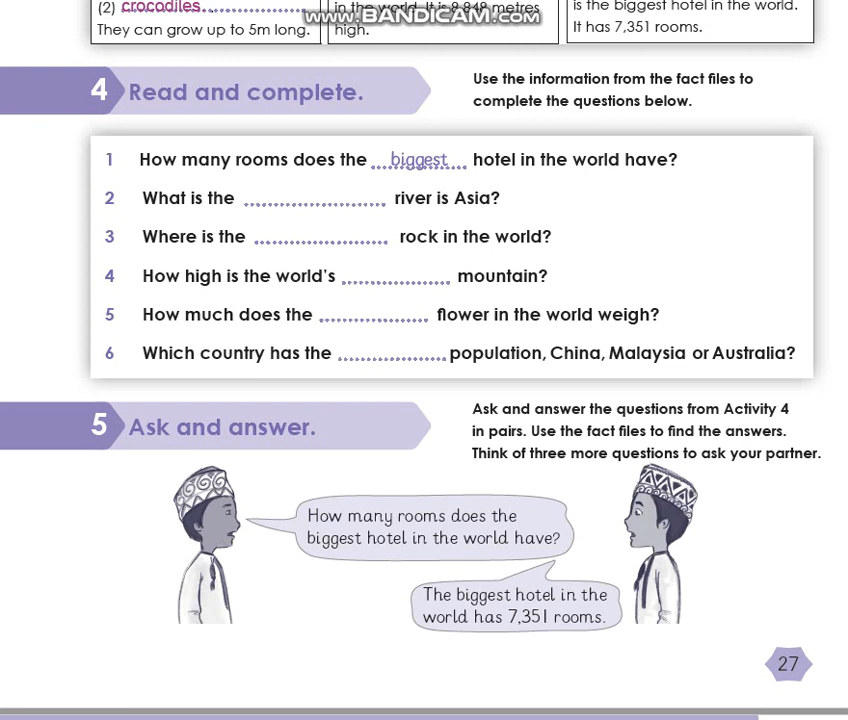 (2) crocodiles
They can grow up to 5m long.
in the world. It is 8,848 metres
high.
is the biggest hotel in the world.
It has 7,351 rooms.
www.BANDICAM.com
4 Read and complete.
Use the information from the fact files to
complete the questions below.
1 How many rooms does the biggest hotel in the world have?
2 What is the ........................ river is Asia?
3 Where is the ........................ rock in the world?
4 How high is the world's ........................ mountain?
5 How much does the ........................ flower in the world weigh?
6 Which country has the ........................ population, China, Malaysia or Australia?
5 Ask and answer.
Ask and answer the questions from Activity 4
in pairs. Use the fact files to find the answers.
Think of three more questions to ask your partner.
How many rooms does the
biggest hotel in the world have?
The biggest hotel in the
world has 7,351 rooms.
27